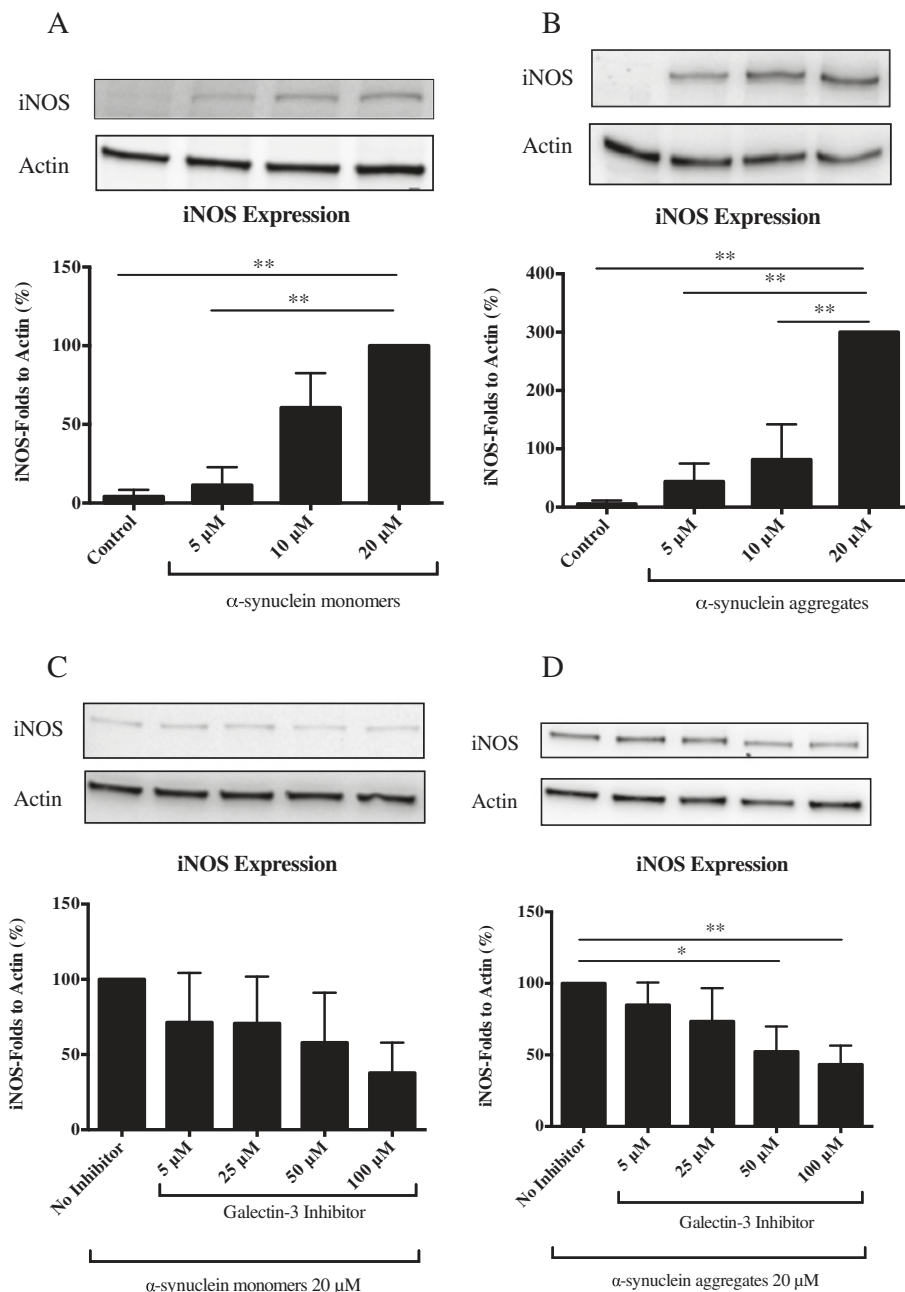 A
iNOS
Actin
iNOS Expression
iNOS-Folds to Actin (%)
150
100
50
0
**
**
Control
5 µM
10 µM
20 µM
α-synuclein monomers
B
iNOS
Actin
iNOS Expression
iNOS-Folds to Actin (%)
400
300
200
100
0
**
**
**
Control
5 µM
10 µM
20 µM
α-synuclein aggregates
C
iNOS
Actin
iNOS Expression
iNOS-Folds to Actin (%)
150
100
50
0
No Inhibitor
5 µM
25 µM
50 µM
100 µM
Galectin-3 Inhibitor
α-synuclein monomers 20 µM
D
iNOS
Actin
iNOS Expression
iNOS-Folds to Actin (%)
150
100
50
0
**
*
No Inhibitor
5 µM
25 µM
50 µM
100 µM
Galectin-3 Inhibitor
α-synuclein aggregates 20 µM